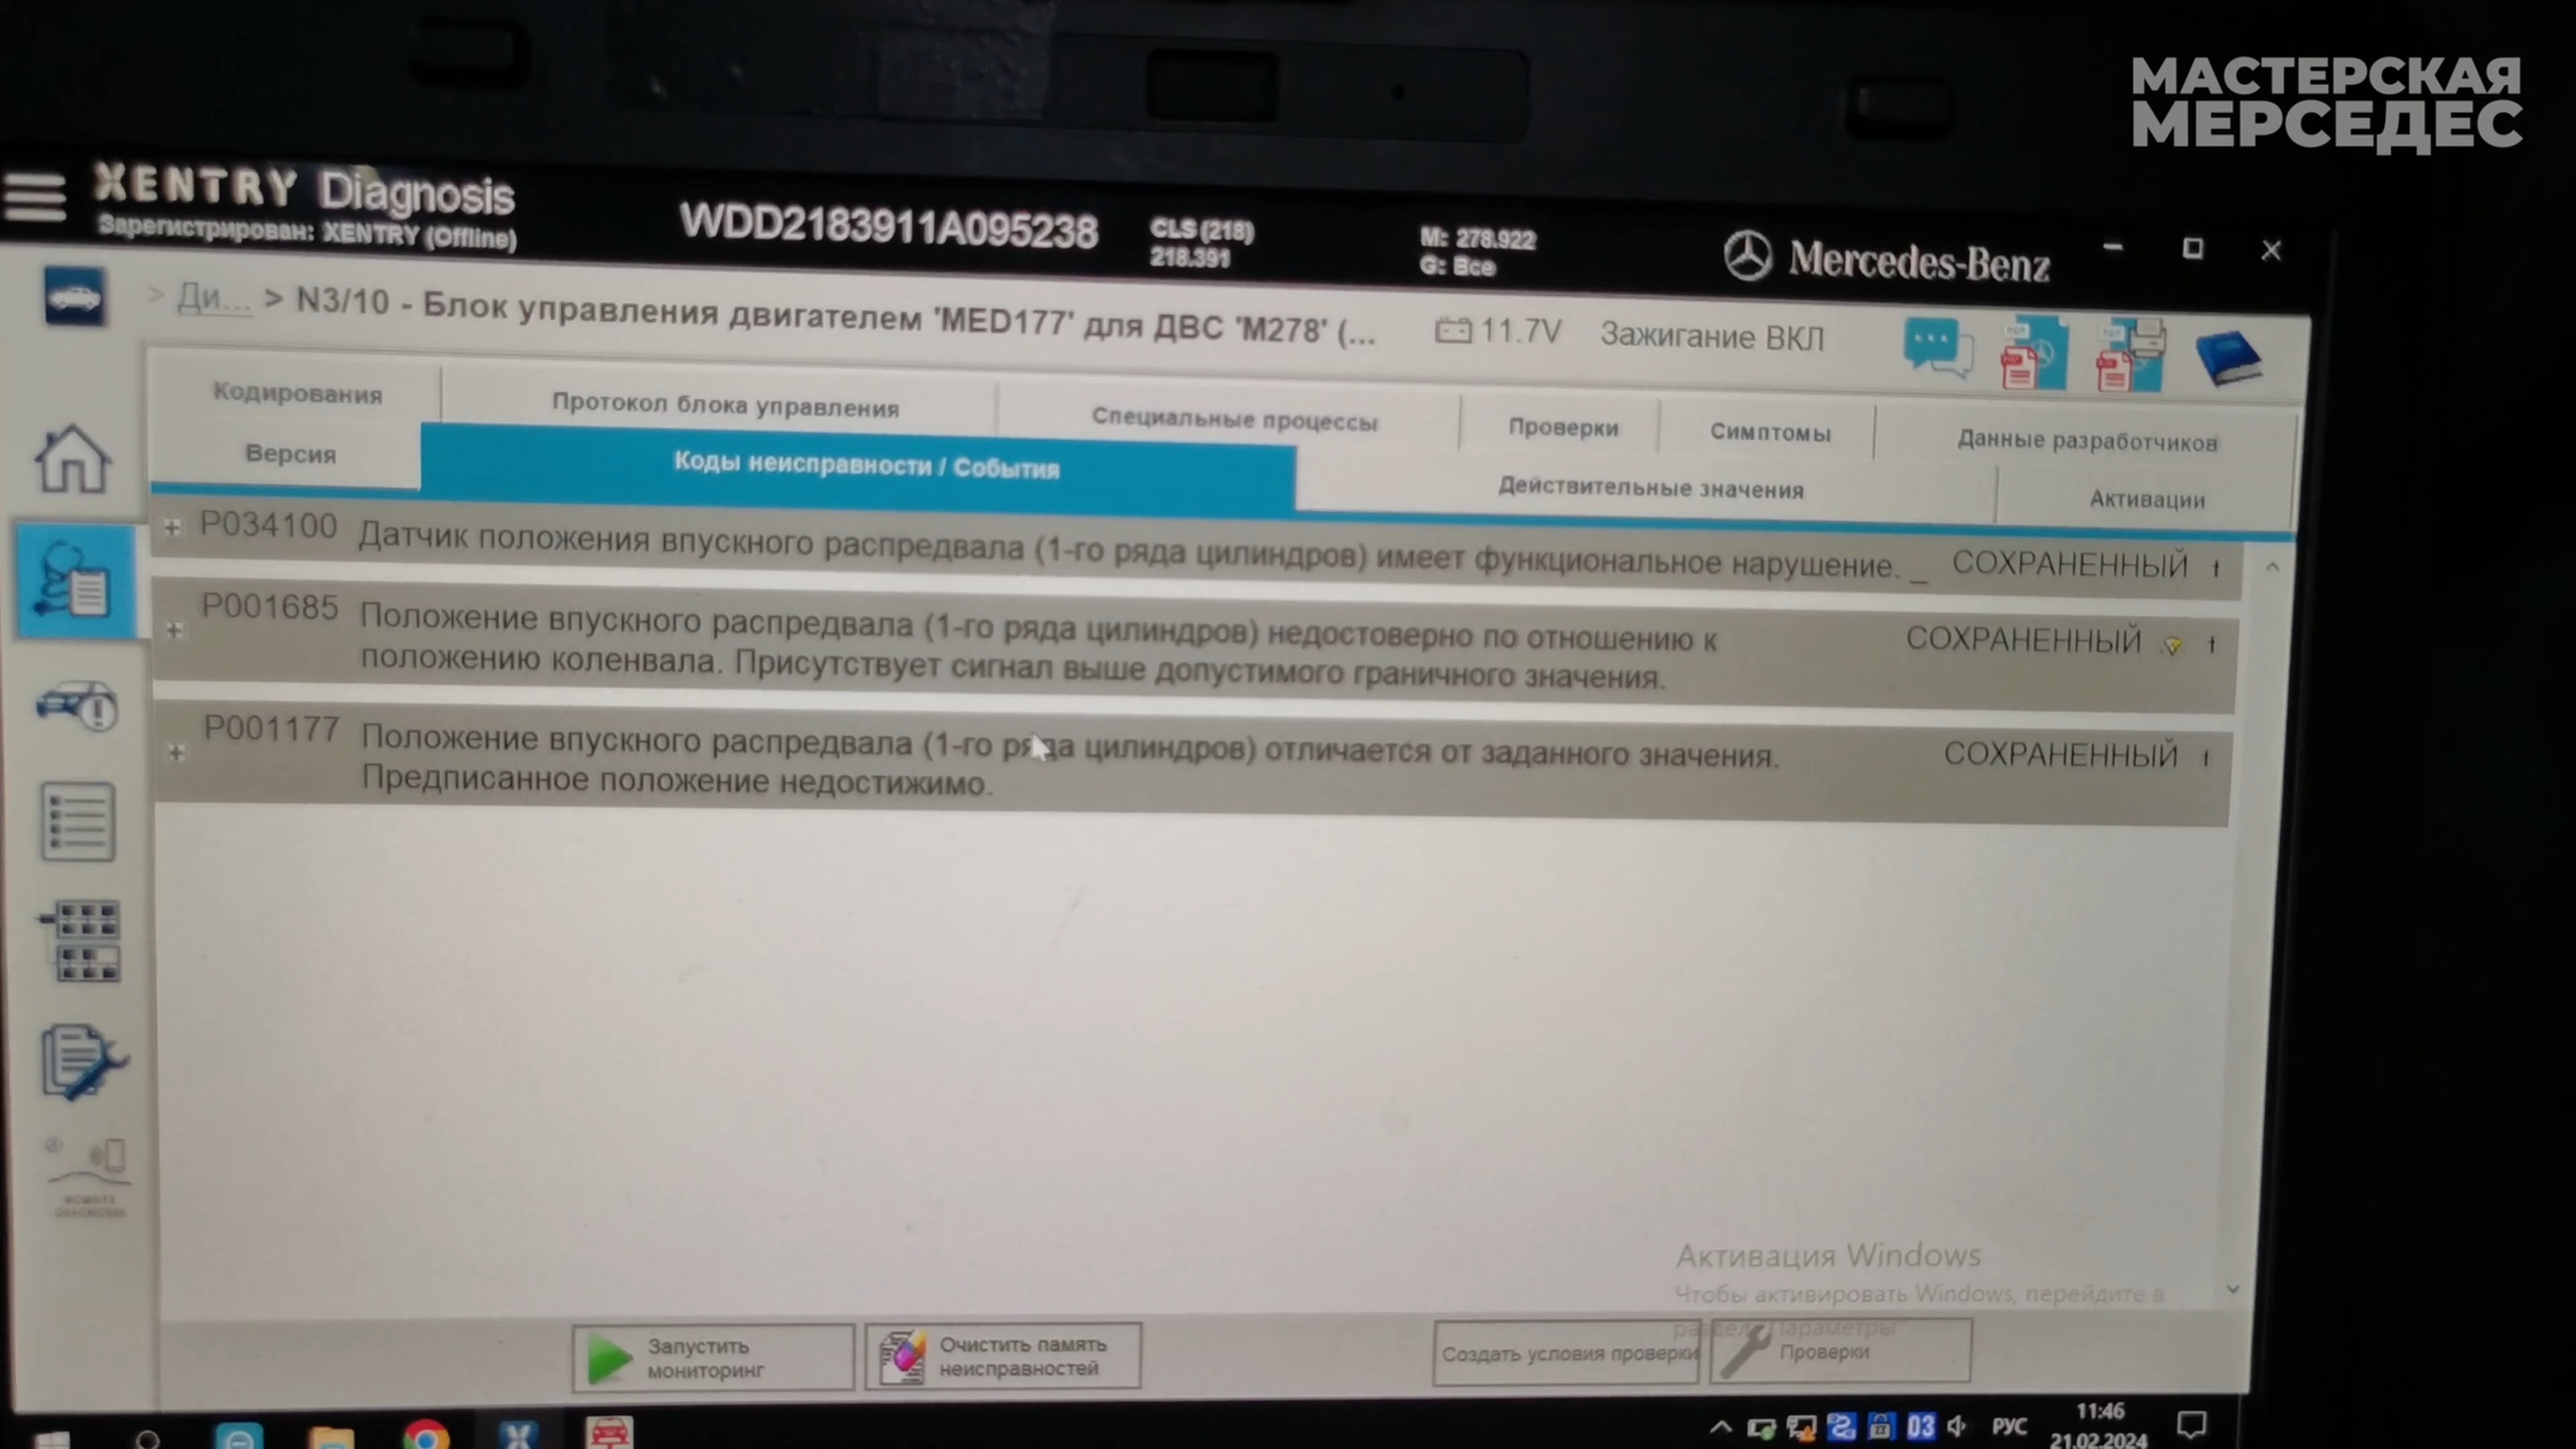 МАСТЕРСКАЯ
МЕРСЕДЕС
XENTRY Diagnosis
Зарегистрирован: XENTRY (Offline)
WDD2183911A095238
CLS (218)
218.391
M: 278.922
G: Все
Mercedes-Benz
> Ди... > N3/10 - Блок управления двигателем 'MED177' для ДВС 'M278' (...
11.7V
Зажигание ВКЛ
Кодирования
Протокол блока управления
Специальные процессы
Проверки
Симптомы
Данные разработчиков
Версия
Коды неисправности / События
Действительные значения
Активации
P034100 Датчик положения впускного распредвала (1-го ряда цилиндров) имеет функциональное нарушение. _ СОХРАНЕННЫЙ f
P001685 Положение впускного распредвала (1-го ряда цилиндров) недостоверно по отношению к
положению коленвала. Присутствует сигнал выше допустимого граничного значения.
СОХРАНЕННЫЙ f
P001177 Положение впускного распредвала (1-го ряда цилиндров) отличается от заданного значения.
Предписанное положение недостижимо.
СОХРАНЕННЫЙ f
REMOTE
DIAGNOSIS
Активация Windows
Чтобы активировать Windows, перейдите в
раздел "Параметры"
Запустить
мониторинг
Очистить память
неисправностей
Создать условия проверки
Проверки
03
РУС
11:46
21.02.2024